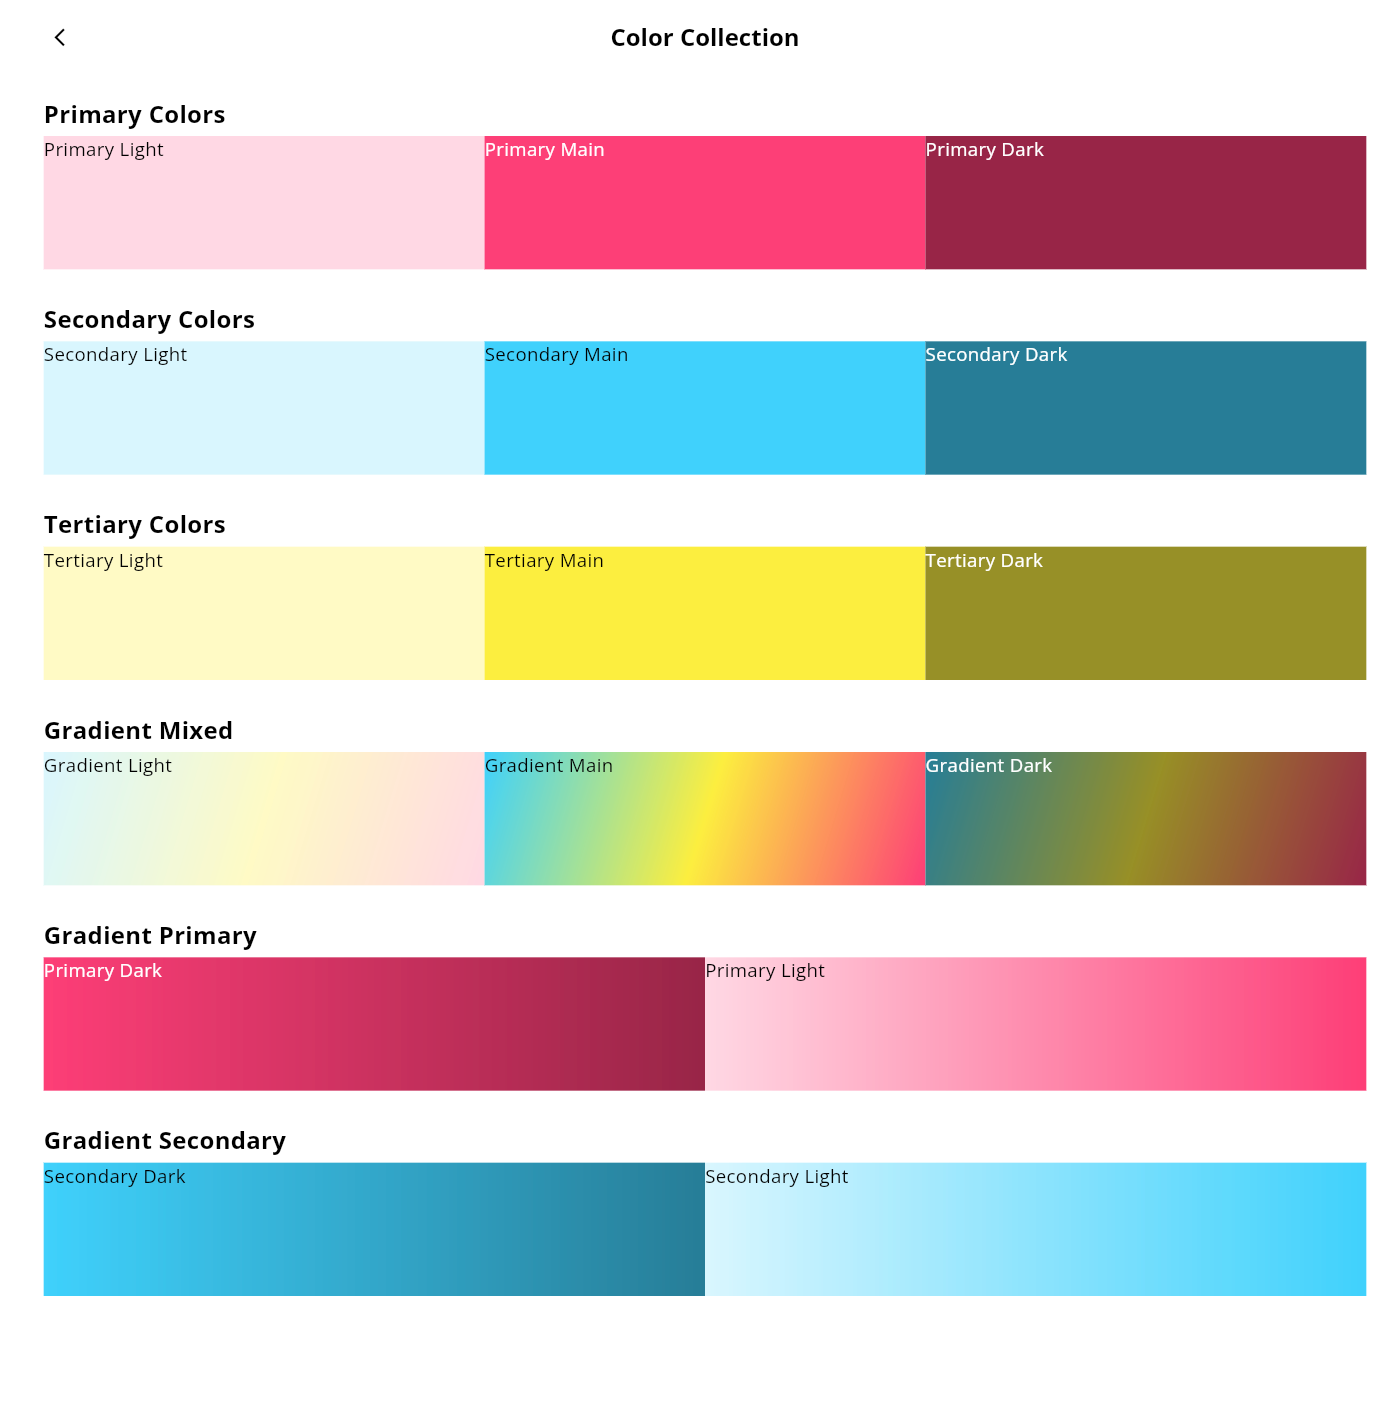 Color Collection
Primary Colors
Primary Light
Primary Main
Primary Dark
Secondary Colors
Secondary Light
Secondary Main
Secondary Dark
Tertiary Colors
Tertiary Light
Tertiary Main
Tertiary Dark
Gradient Mixed
Gradient Light
Gradient Main
Gradient Dark
Gradient Primary
Primary Dark
Primary Light
Gradient Secondary
Secondary Dark
Secondary Light